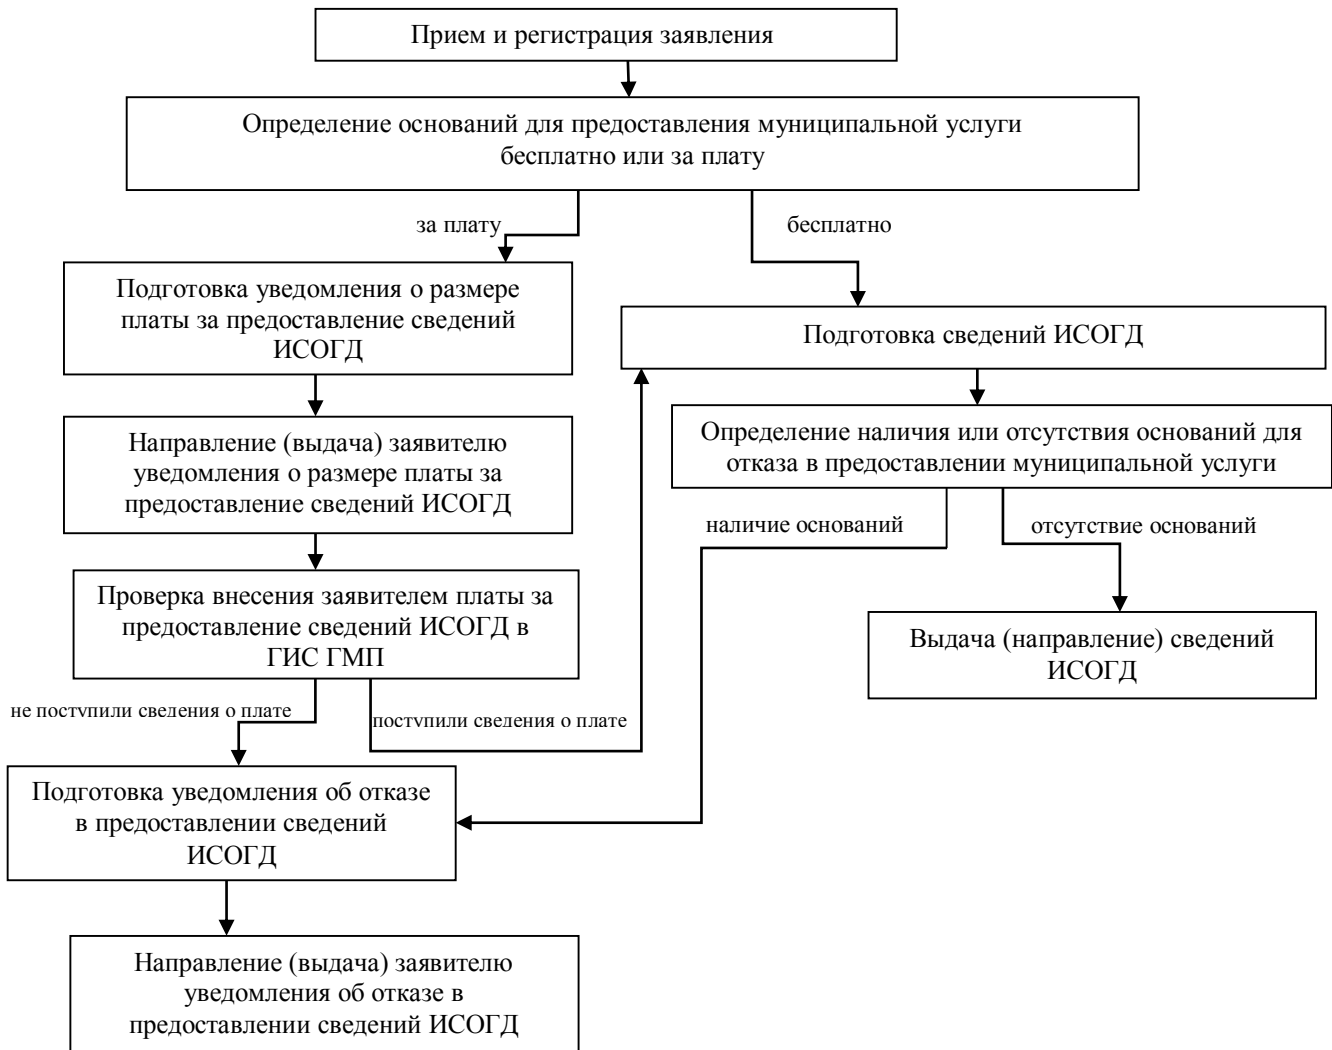 Прием и регистрация заявления
Определение оснований для предоставления муниципальной услуги
бесплатно или за плату
за плату
бесплатно
Подготовка уведомления о размере
платы за предоставление сведений
ИСОГД
Подготовка сведений ИСОГД
Направление (выдача) заявителю
уведомления о размере платы за
предоставление сведений ИСОГД
Определение наличия или отсутствия оснований для
отказа в предоставлении муниципальной услуги
наличие оснований
отсутствие оснований
Проверка внесения заявителем платы за
предоставление сведений ИСОГД в
ГИС ГМП
Выдача (направление) сведений
ИСОГД
не поступили сведения о плате
поступили сведения о плате
Подготовка уведомления об отказе
в предоставлении сведений
ИСОГД
Направление (выдача) заявителю
уведомления об отказе в
предоставлении сведений ИСОГД